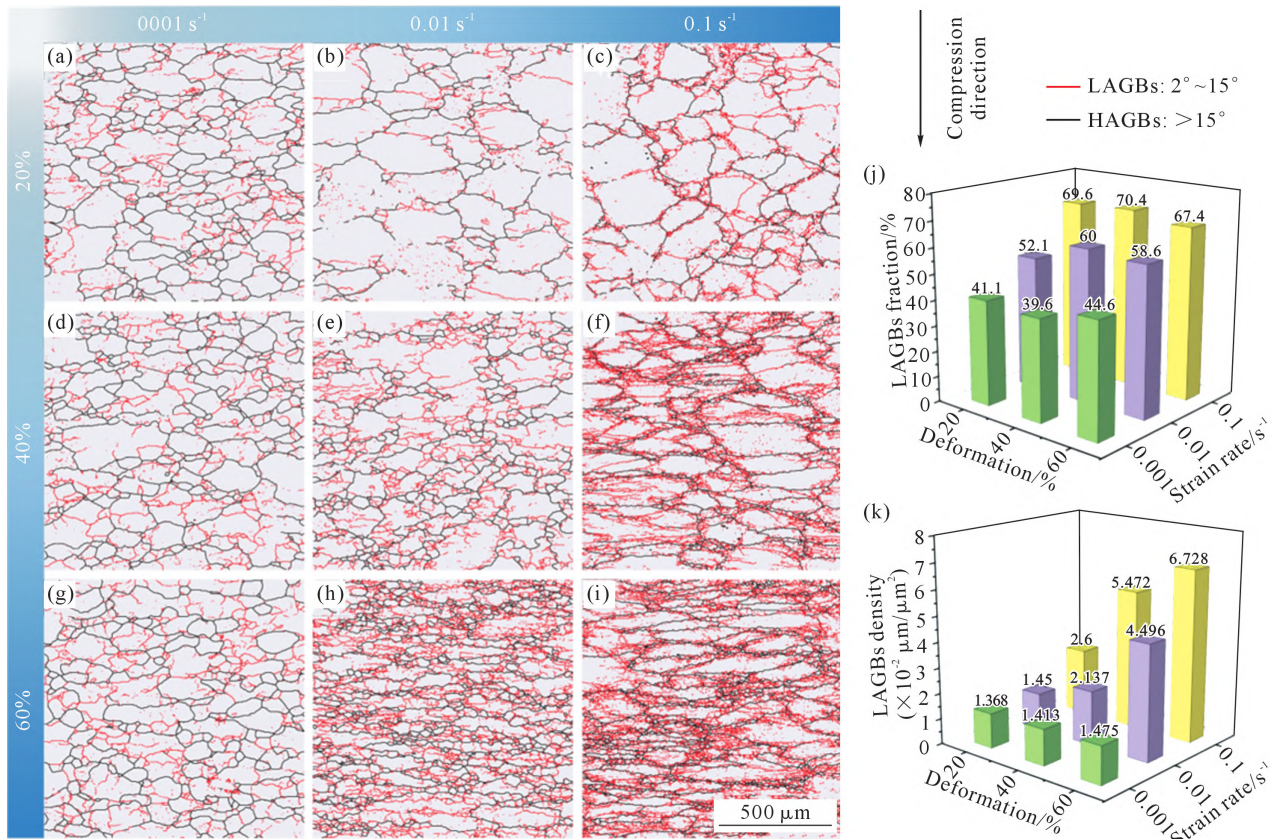 0001 s⁻¹
0.01 s⁻¹
0.1 s⁻¹
20%
40%
60%
(a)
(b)
(c)
(d)
(e)
(f)
(g)
(h)
(i)
500 μm
Compression
direction
LAGBs: 2°~15°
HAGBs: >15°
(j)
LAGBs fraction/%
80
70
60
50
40
30
20
10
0
69.6
70.4
67.4
52.1
60
58.6
41.1
39.6
44.6
20
40
60
Deformation/%
0.001
0.01
0.1
Strain rate/s⁻¹
(k)
LAGBs density
(×10⁻² μm/μm²)
8
7
6
5
4
3
2
1
0
6.728
5.472
2.6
4.496
2.137
1.45
1.368
1.413
1.475
20
40
60
Deformation/%
0.001
0.01
0.1
Strain rate/s⁻¹